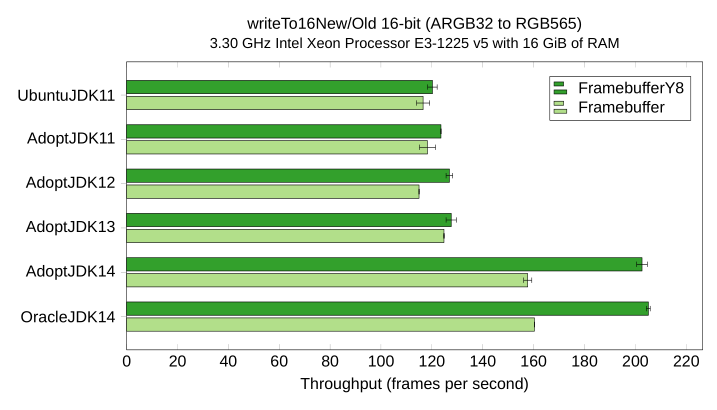 writeTo16New/Old 16-bit (ARGB32 to RGB565)
3.30 GHz Intel Xeon Processor E3-1225 v5 with 16 GiB of RAM
FramebufferY8
Framebuffer
UbuntuJDK11
AdoptJDK11
AdoptJDK12
AdoptJDK13
AdoptJDK14
OracleJDK14
0 20 40 60 80 100 120 140 160 180 200 220
Throughput (frames per second)